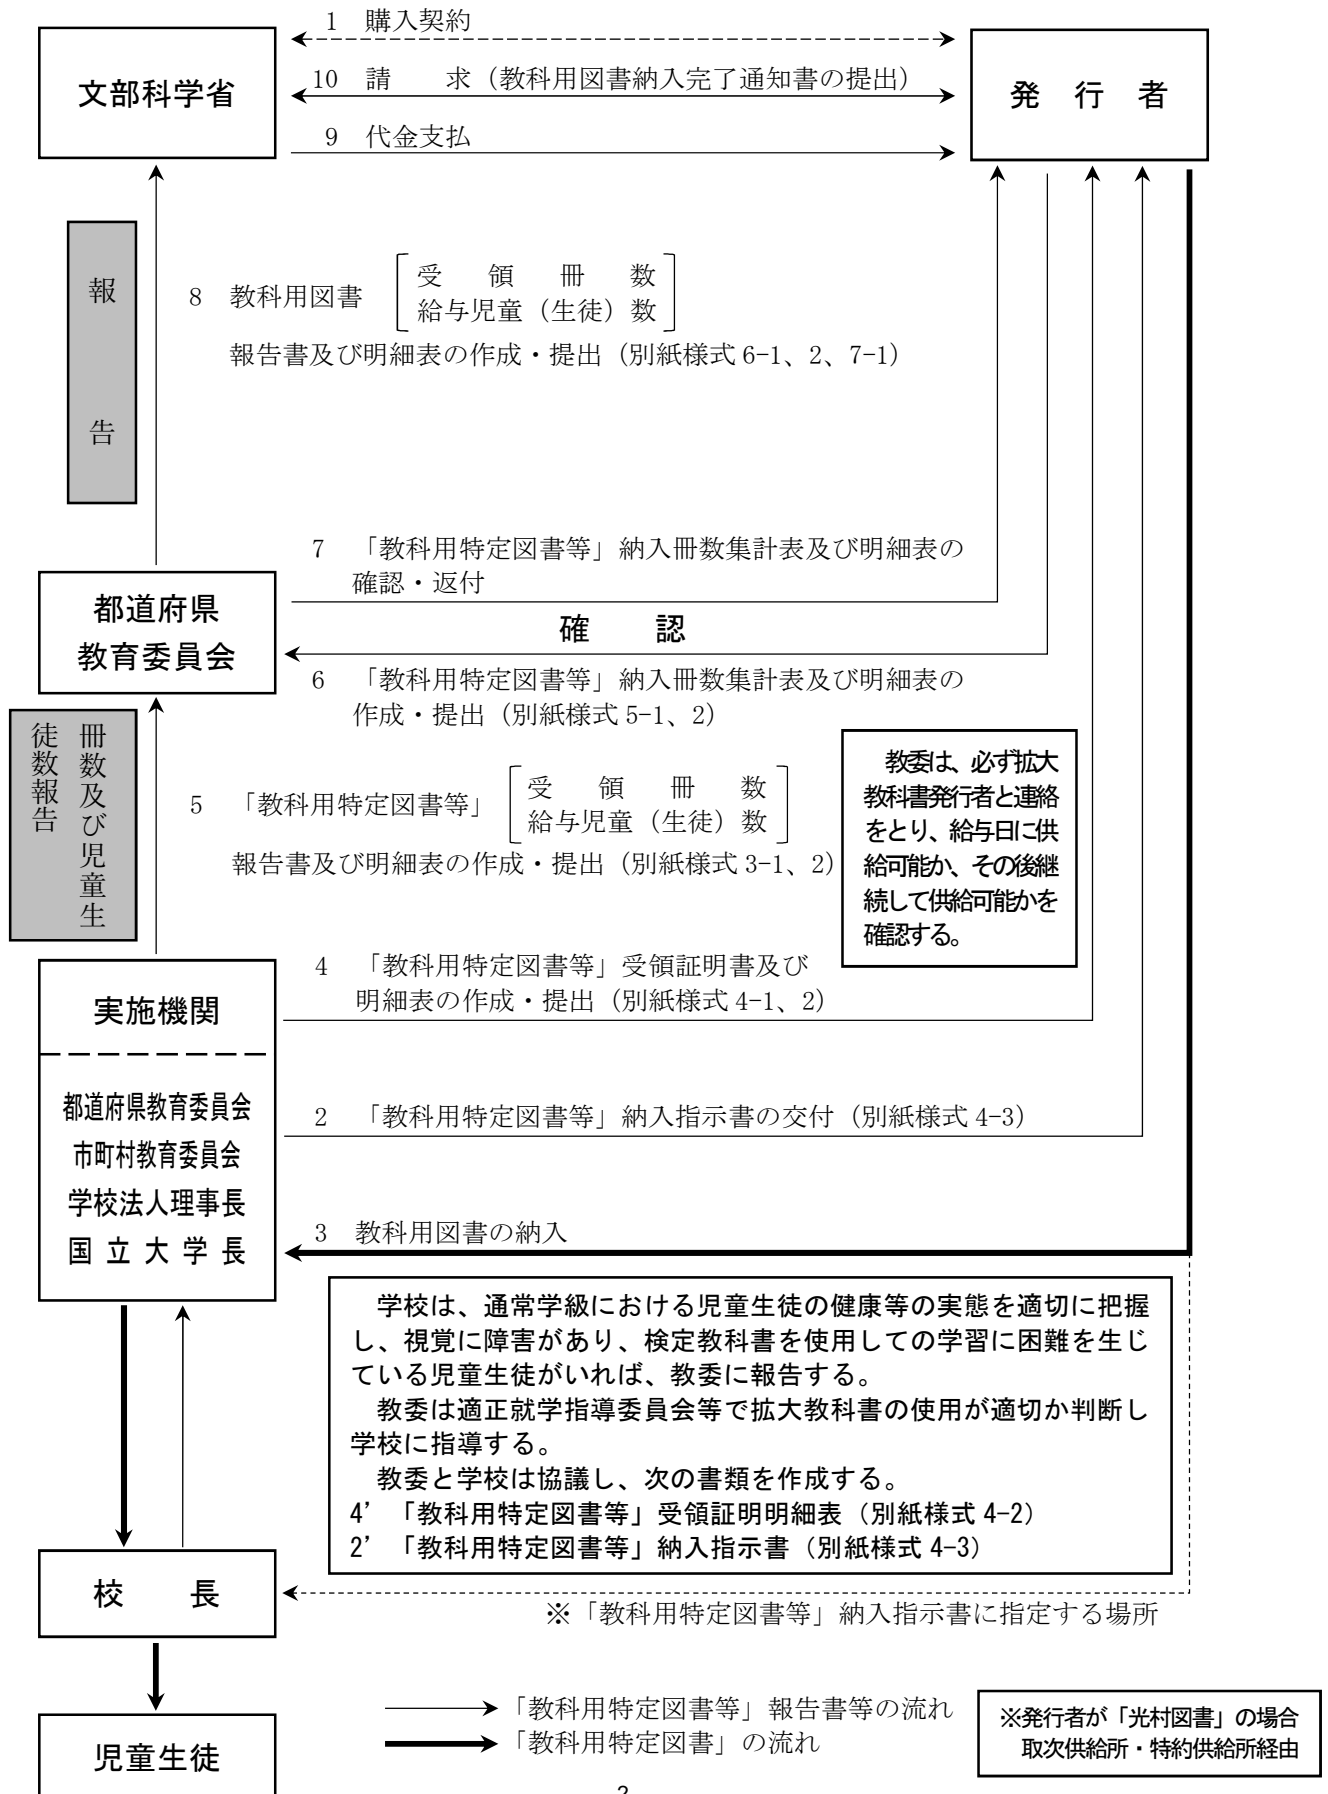 1 購入契約
文部科学省
10 請　求（教科用図書納入完了通知書の提出）
発行者
9 代金支払
報告
8 教科用図書
受領冊数
給与児童（生徒）数
報告書及び明細表の作成・提出（別紙様式 6-1、2、7-1）
7 「教科用特定図書等」納入冊数集計表及び明細表の
確認・返付
都道府県
教育委員会
確認
6 「教科用特定図書等」納入冊数集計表及び明細表の
作成・提出（別紙様式 5-1、2）
冊数及び児童生
徒数報告
5 「教科用特定図書等」
受領冊数
給与児童（生徒）数
報告書及び明細表の作成・提出（別紙様式 3-1、2）
教委は、必ず拡大
教科書発行者と連絡
をとり、給与日に供
給可能か、その後継
続して供給可能かを
確認する。
4 「教科用特定図書等」受領証明書及び
明細表の作成・提出（別紙様式 4-1、2）
実施機関
都道府県教育委員会
市町村教育委員会
学校法人理事長
国立大学長
2 「教科用特定図書等」納入指示書の交付（別紙様式 4-3）
3 教科用図書の納入
学校は、通常学級における児童生徒の健康等の実態を適切に把握
し、視覚に障害があり、検定教科書を使用しての学習に困難を生じ
ている児童生徒がいれば、教委に報告する。
教委は適正就学指導委員会等で拡大教科書の使用が適切か判断し
学校に指導する。
教委と学校は協議し、次の書類を作成する。
4’ 「教科用特定図書等」受領証明明細表（別紙様式 4-2）
2’ 「教科用特定図書等」納入指示書（別紙様式 4-3）
校長
※「教科用特定図書等」納入指示書に指定する場所
児童生徒
「教科用特定図書等」報告書等の流れ
「教科用特定図書」の流れ
※発行者が「光村図書」の場合
取次供給所・特約供給所経由